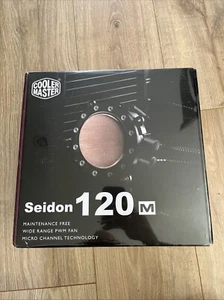 COOLER
MASTER
Seidon 120 M
MAINTENANCE FREE
WIDE RANGE PWM FAN
MICRO CHANNEL TECHNOLOGY